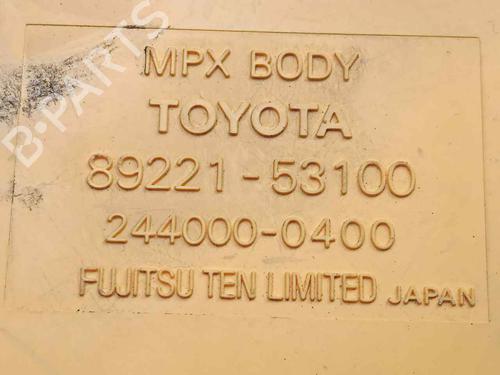 MPX BODY
TOYOTA
89221-53100
244000-0400
FUJITSU TEN LIMITED JAPAN
B-PARTS